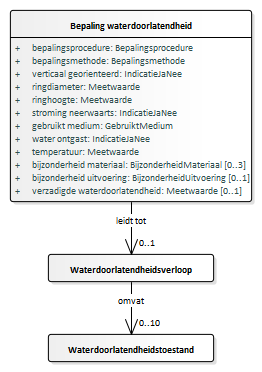 Bepaling waterdoorlatendheid
+ bepalingsprocedure: Bepalingsprocedure
+ bepalingsmethode: Bepalingsmethode
+ verticaal georienteerd: IndicatieJaNee
+ ringdiameter: Meetwaarde
+ ringhoogte: Meetwaarde
+ stroming neerwaarts: IndicatieJaNee
+ gebruikt medium: GebruiktMedium
+ water ontgast: IndicatieJaNee
+ temperatuur: Meetwaarde
+ bijzonderheid materiaal: BijzonderheidMateriaal [0..3]
+ bijzonderheid uitvoering: BijzonderheidUitvoering [0..1]
+ verzadigde waterdoorlatendheid: Meetwaarde [0..1]
leidt tot
0..1
Waterdoorlatendheidsverloop
omvat
0..10
Waterdoorlatendheidstoestand